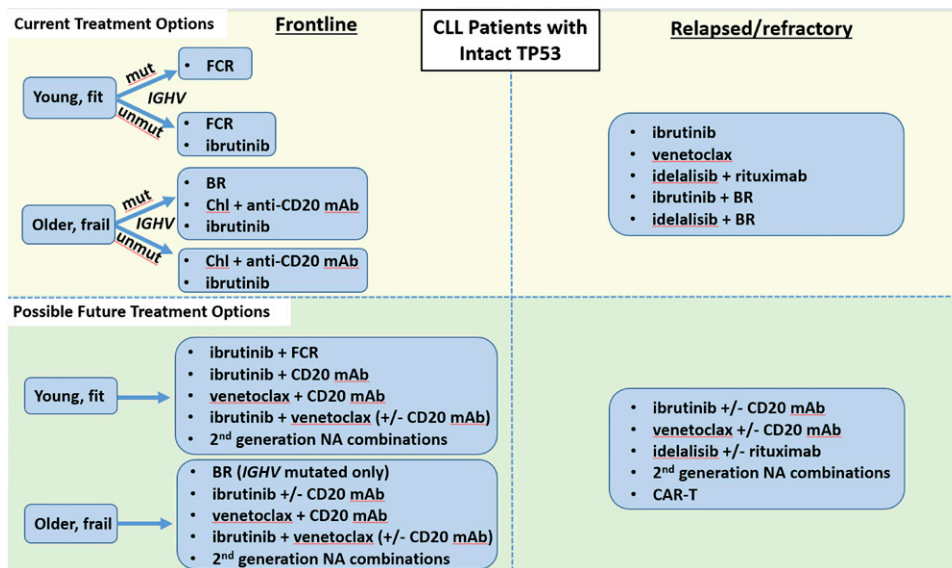 Current Treatment Options
Frontline
CLL Patients with
Intact TP53
Relapsed/refractory
Young, fit
mut
IGHV
unmut
• FCR
• FCR
• ibrutinib
Older, frail
mut
IGHV
unmut
• BR
• Chl + anti-CD20 mAb
• ibrutinib
• Chl + anti-CD20 mAb
• ibrutinib
• ibrutinib
• venetoclax
• idelalisib + rituximab
• ibrutinib + BR
• idelalisib + BR
Possible Future Treatment Options
Young, fit
• ibrutinib + FCR
• ibrutinib + CD20 mAb
• venetoclax + CD20 mAb
• ibrutinib + venetoclax (+/- CD20 mAb)
• 2nd generation NA combinations
Older, frail
• BR (IGHV mutated only)
• ibrutinib +/- CD20 mAb
• venetoclax + CD20 mAb
• ibrutinib + venetoclax (+/- CD20 mAb)
• 2nd generation NA combinations
• ibrutinib +/- CD20 mAb
• venetoclax +/- CD20 mAb
• idelalisib +/- rituximab
• 2nd generation NA combinations
• CAR-T